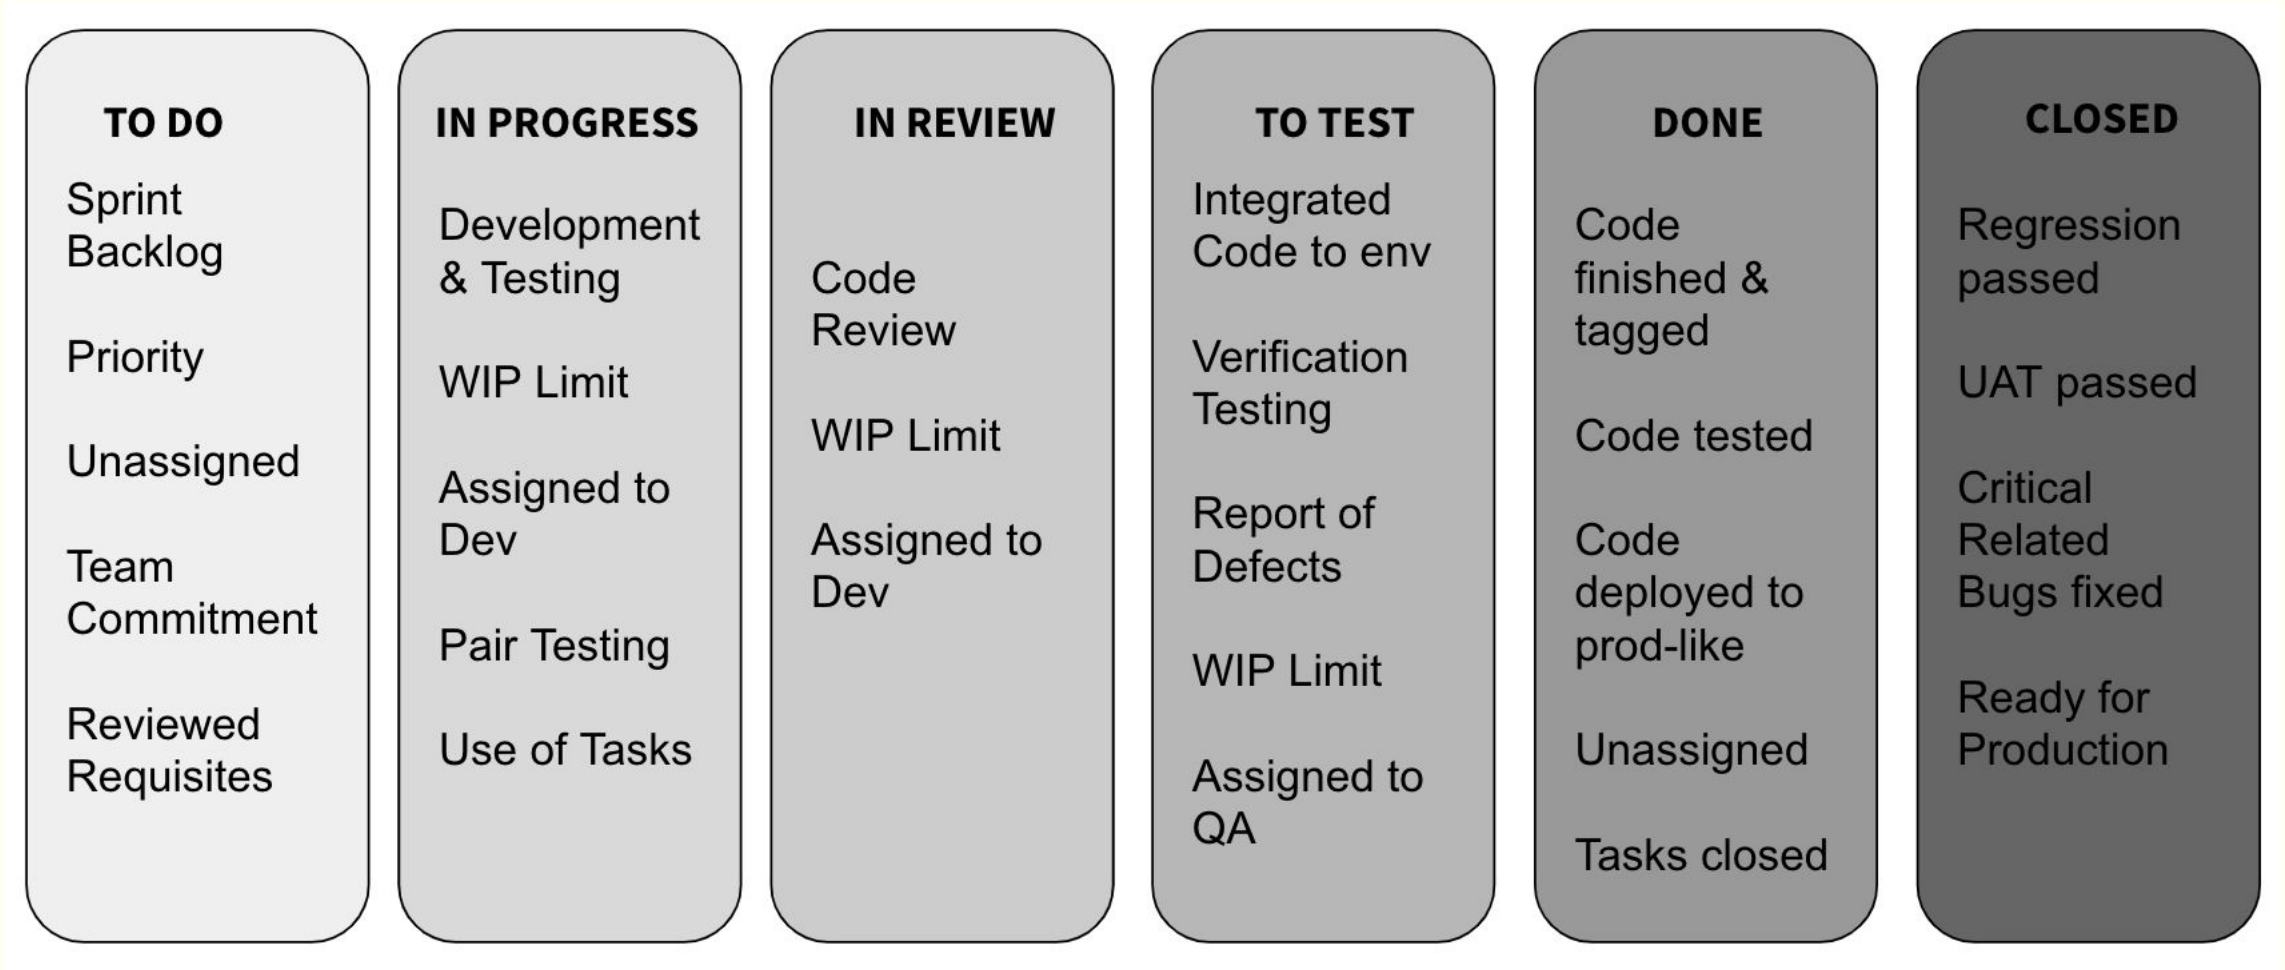 TO DO
Sprint
Backlog
Priority
Unassigned
Team
Commitment
Reviewed
Requisites
IN PROGRESS
Development
& Testing
WIP Limit
Assigned to
Dev
Pair Testing
Use of Tasks
IN REVIEW
Code
Review
WIP Limit
Assigned to
Dev
TO TEST
Integrated
Code to env
Verification
Testing
Report of
Defects
WIP Limit
Assigned to
QA
DONE
Code
finished &
tagged
Code tested
Code
deployed to
prod-like
Unassigned
Tasks closed
CLOSED
Regression
passed
UAT passed
Critical
Related
Bugs fixed
Ready for
Production